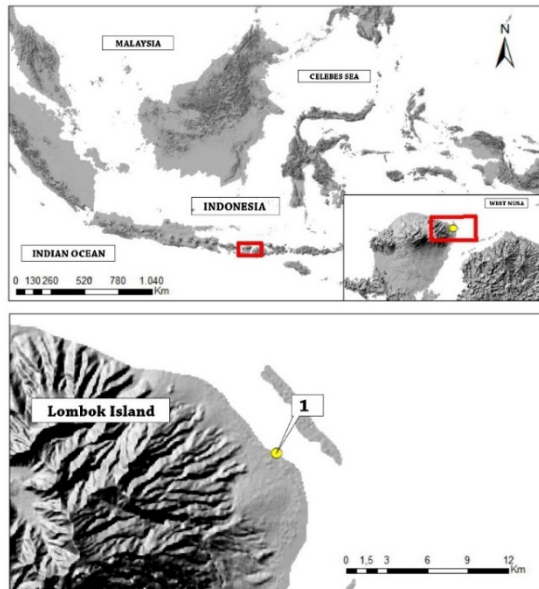 MALAYSIA
CELEBES SEA
N
INDONESIA
WEST NUSA
INDIAN OCEAN
0 130 260 520 780 1.040
Km
Lombok Island
1
0 1,5 3 6 9 12
Km